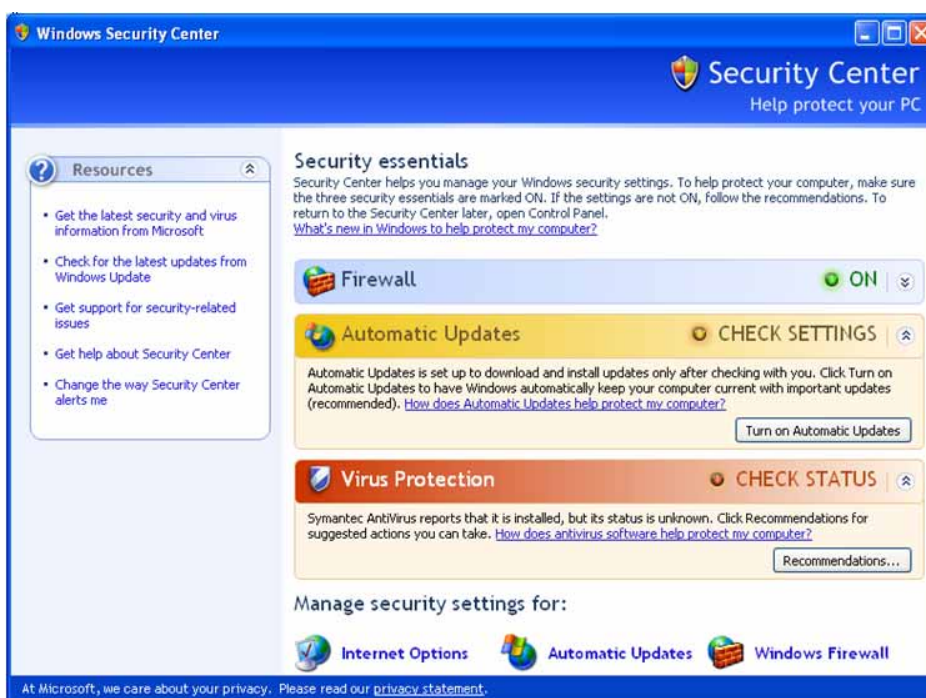 Windows Security Center
Security Center
Help protect your PC
Resources
• Get the latest security and virus
information from Microsoft
• Check for the latest updates from
Windows Update
• Get support for security-related
issues
• Get help about Security Center
• Change the way Security Center
alerts me
Security essentials
Security Center helps you manage your Windows security settings. To help protect your computer, make sure
the three security essentials are marked ON. If the settings are not ON, follow the recommendations. To
return to the Security Center later, open Control Panel.
What's new in Windows to help protect my computer?
Firewall ON
Automatic Updates CHECK SETTINGS
Automatic Updates is set up to download and install updates only after checking with you. Click Turn on
Automatic Updates to have Windows automatically keep your computer current with important updates
(recommended). How does Automatic Updates help protect my computer?
Turn on Automatic Updates
Virus Protection CHECK STATUS
Symantec AntiVirus reports that it is installed, but its status is unknown. Click Recommendations for
suggested actions you can take. How does antivirus software help protect my computer?
Recommendations...
Manage security settings for:
Internet Options Automatic Updates Windows Firewall
At Microsoft, we care about your privacy. Please read our privacy statement.